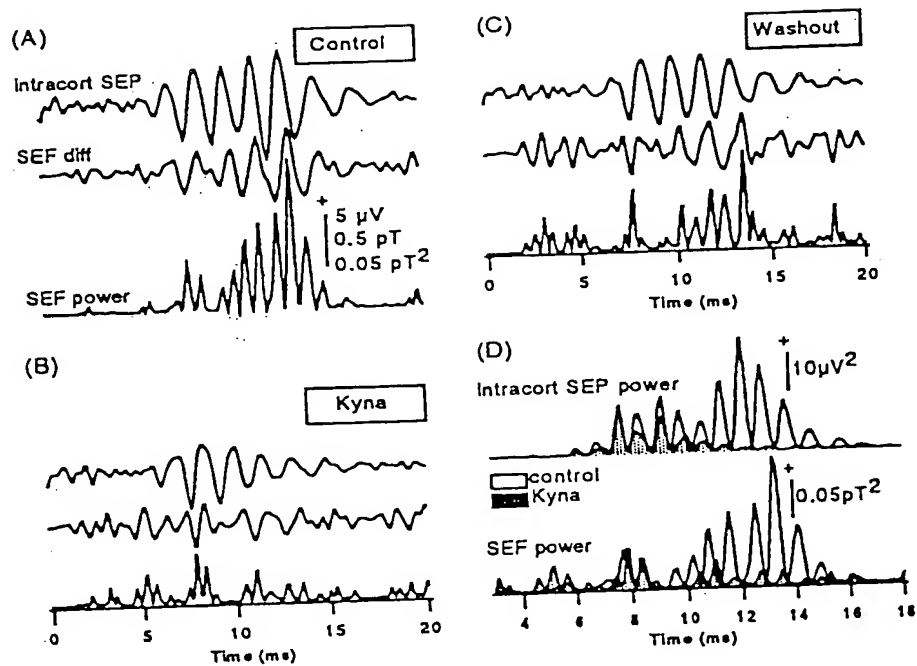 (A)
Control
Intracort SEP
SEF diff
+
5 µV
0.5 pT
0.05 pT²
SEF power
(B)
Kyna
0 5 10 15 20
Time (ms)
(C)
Washout
0 5 10 15 20
Time (ms)
(D)
+
Intracort SEP power
10µV²
control
Kyna
+
0.05pT²
SEF power
4 6 8 10 12 14 16 18
Time (ms)